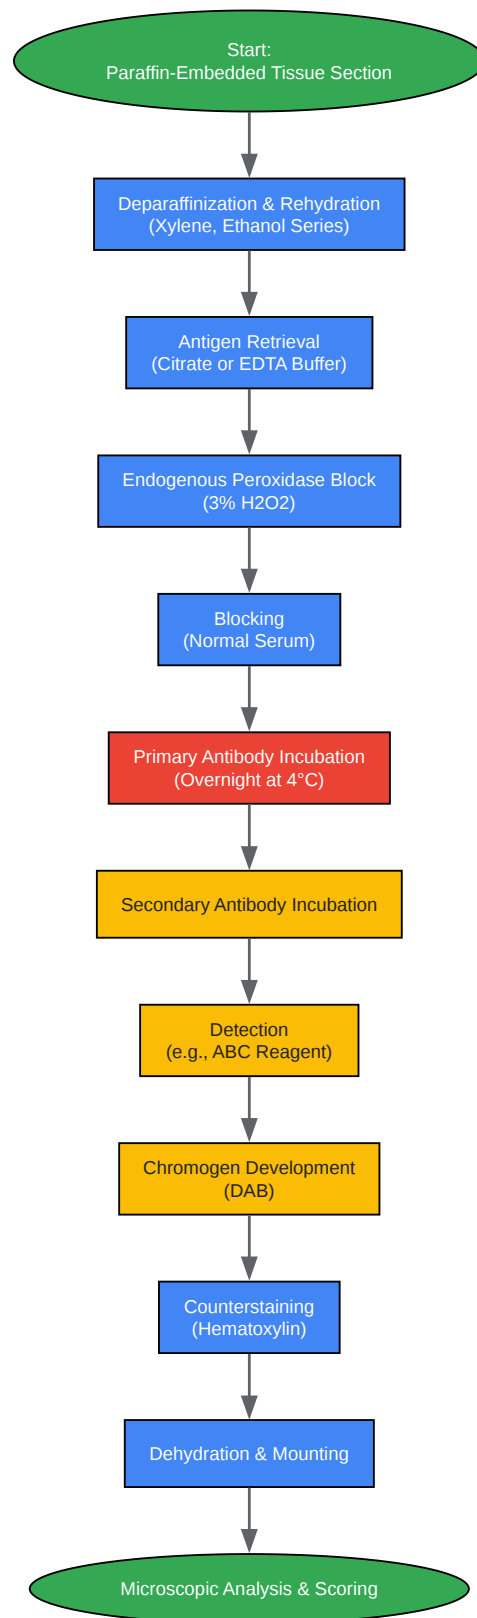 Start:
Paraffin-Embedded Tissue Section
Deparaffinization & Rehydration
(Xylene, Ethanol Series)
Antigen Retrieval
(Citrate or EDTA Buffer)
Endogenous Peroxidase Block
(3% H2O2)
Blocking
(Normal Serum)
Primary Antibody Incubation
(Overnight at 4°C)
Secondary Antibody Incubation
Detection
(e.g., ABC Reagent)
Chromogen Development
(DAB)
Counterstaining
(Hematoxylin)
Dehydration & Mounting
Microscopic Analysis & Scoring